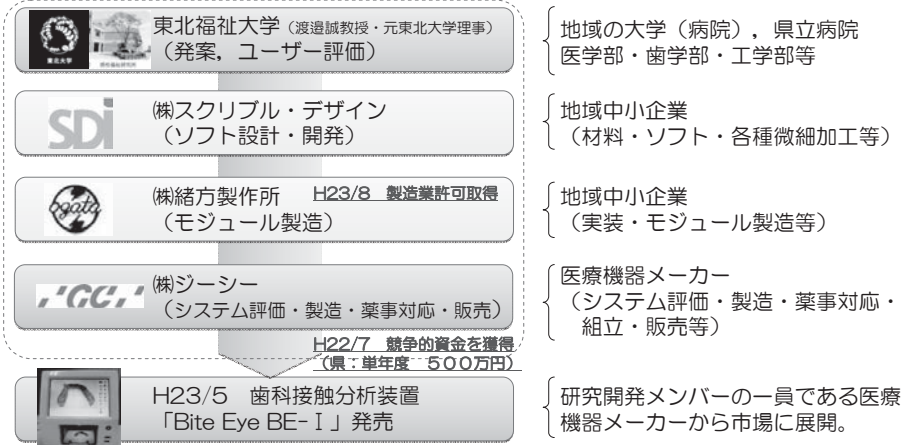 東北福祉大学（渡邉誠教授・元東北大学理事）
（発案，ユーザー評価）
東北大学
地域の大学（病院），県立病院
医学部・歯学部・工学部等
SDi
㈱スクリブル・デザイン
（ソフト設計・開発）
地域中小企業
（材料・ソフト・各種微細加工等）
ogata
㈱緒方製作所　H23/8　製造業許可取得
（モジュール製造）
地域中小企業
（実装・モジュール製造等）
GC
㈱ジーシー
（システム評価・製造・薬事対応・販売）
医療機器メーカー
（システム評価・製造・薬事対応・
組立・販売等）
H22/7　競争的資金を獲得
（県：単年度　５００万円）
H23/5　歯科接触分析装置
「Bite Eye BE-Ⅰ」発売
研究開発メンバーの一員である医療
機器メーカーから市場に展開。